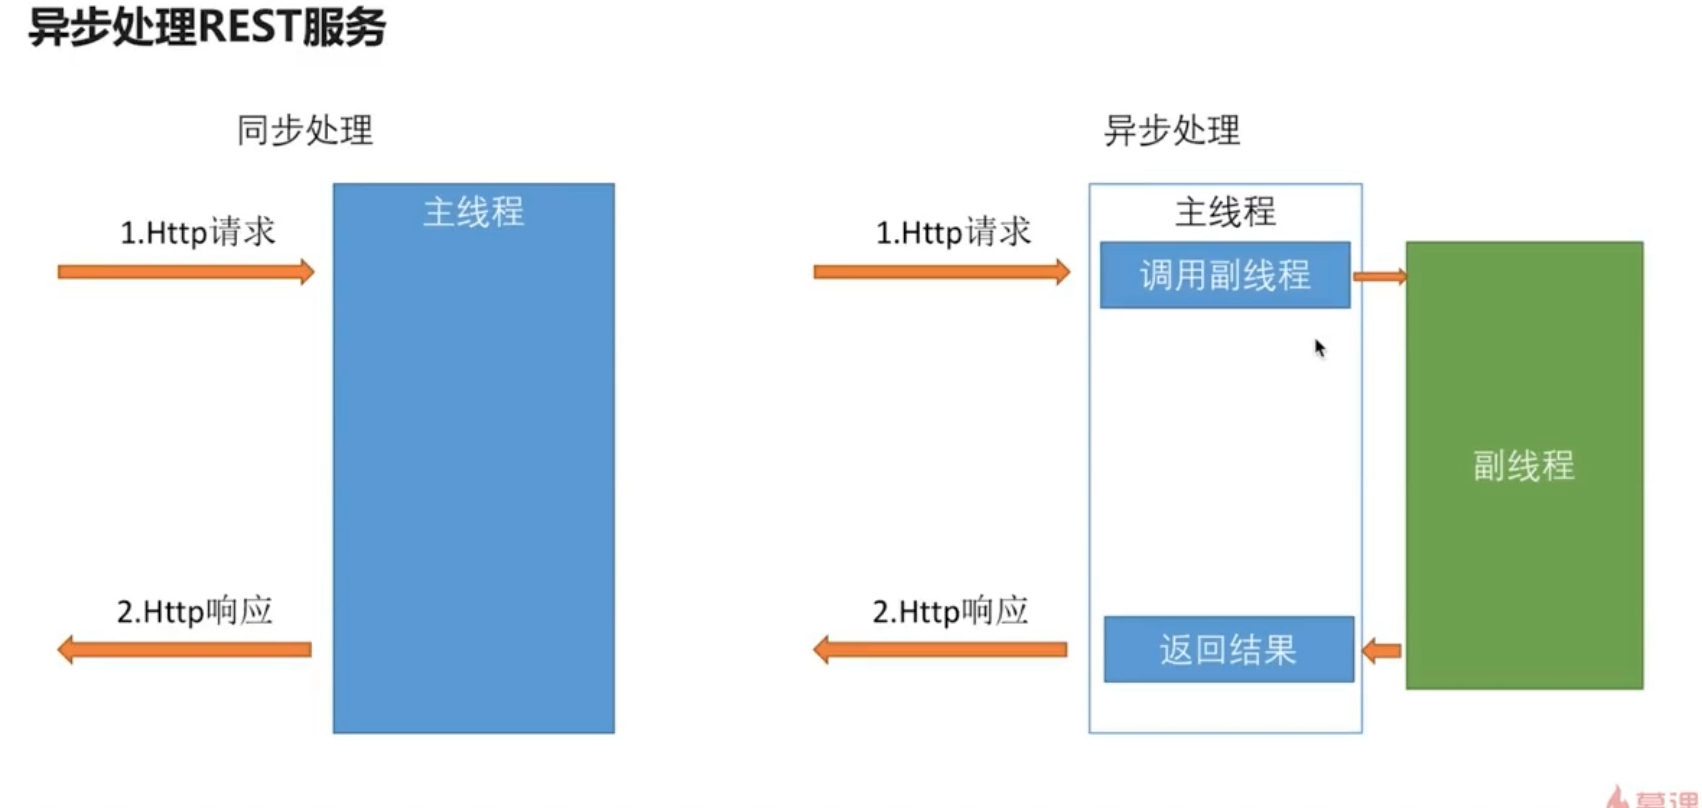 异步处理REST服务
同步处理
主线程
1.Http请求
2.Http响应
异步处理
主线程
1.Http请求
调用副线程
副线程
2.Http响应
返回结果
慕课